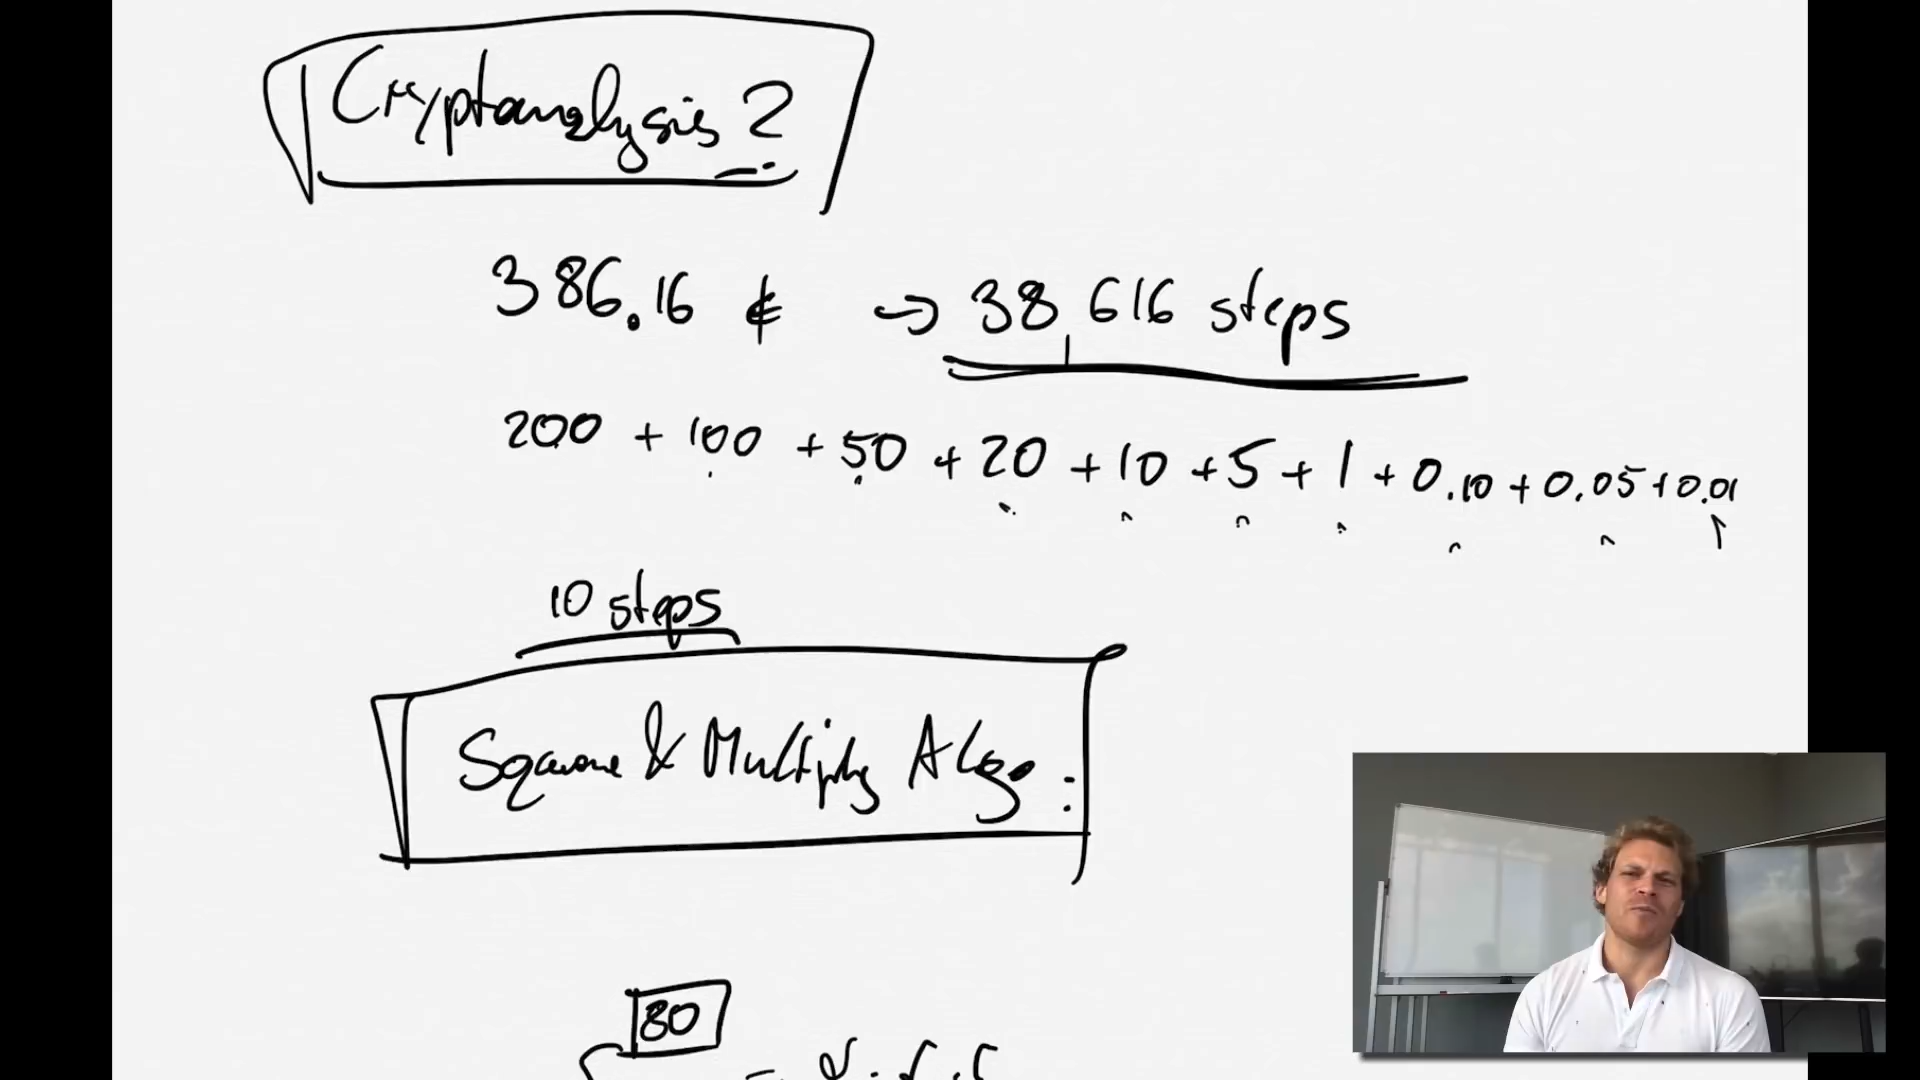 Cryptanalysis 2
386.16 € → 38 616 steps
200 + 100 + 50 + 20 + 10 + 5 + 1 + 0.10 + 0.05 + 0.01
10 steps
Square & Multiply Algo :
80